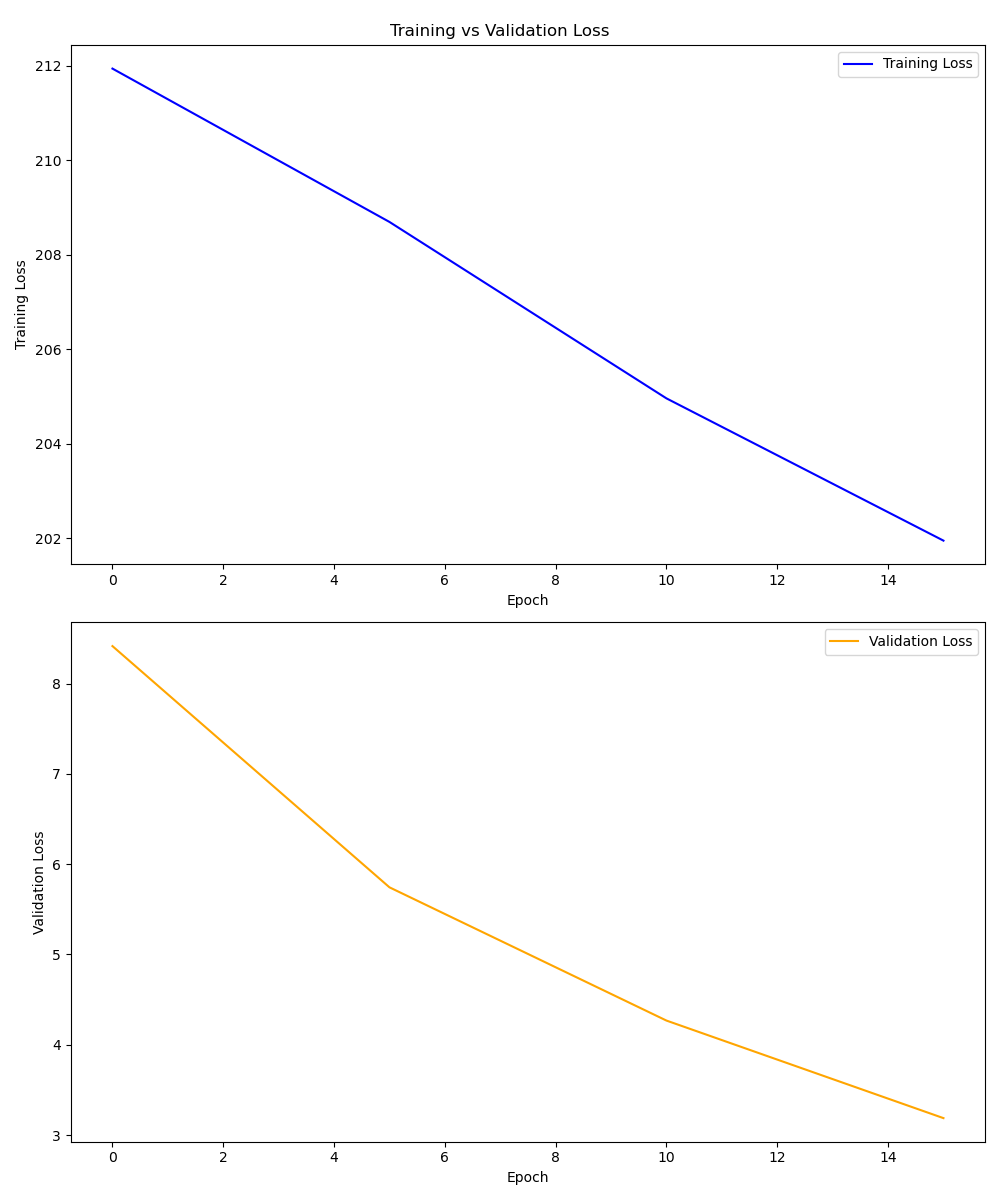 Training vs Validation Loss
Training Loss
212
210
208
206
204
202
Training Loss
0 2 4 6 8 10 12 14
Epoch
Validation Loss
8
7
6
5
4
3
Validation Loss
0 2 4 6 8 10 12 14
Epoch